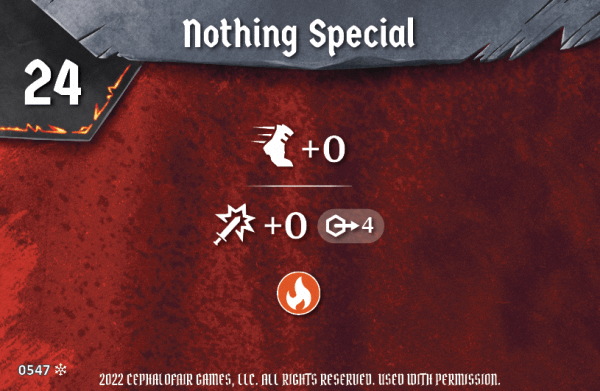 Nothing Special
24
+0
+0 4
0547
2022 CEPHALOFAIR GAMES, LLC. ALL RIGHTS RESERVED. USED WITH PERMISSION.